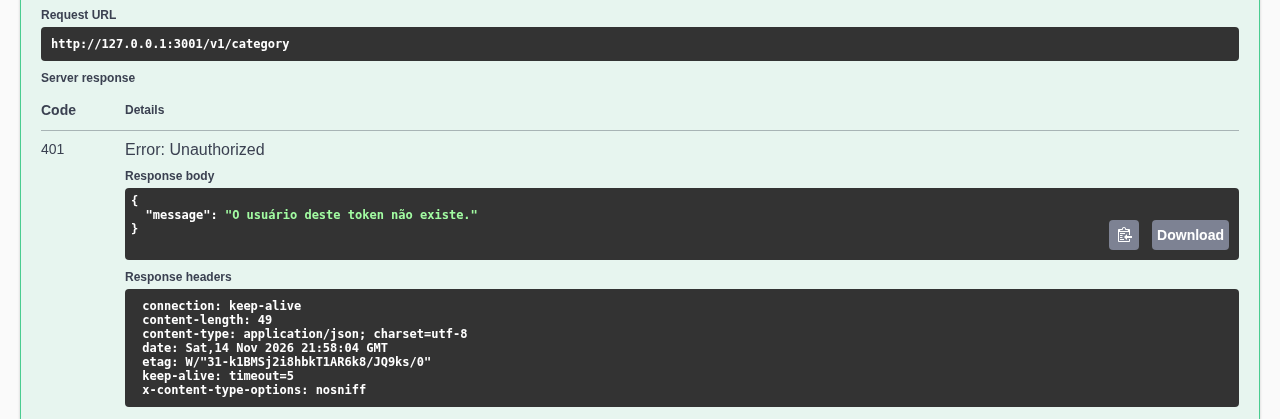 Request URL
http://127.0.0.1:3001/v1/category
Server response
Code Details
401 Error: Unauthorized
Response body
{
"message": "O usuário deste token não existe."
}
Download
Response headers
connection: keep-alive
content-length: 49
content-type: application/json; charset=utf-8
date: Sat,14 Nov 2026 21:58:04 GMT
etag: W/"31-k1BMSj2i8hbkT1AR6k8/JQ9ks/0"
keep-alive: timeout=5
x-content-type-options: nosniff